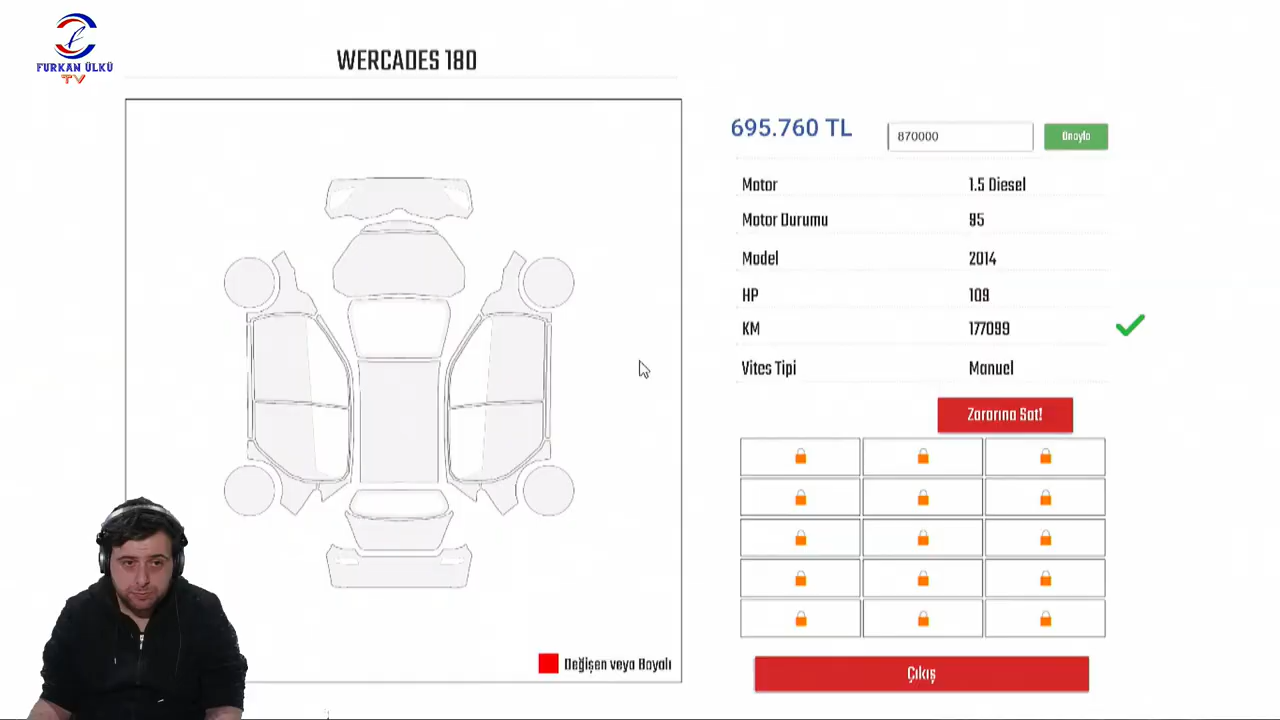 FURKAN ÜLKÜ
TV
WERCADES 180
695.760 TL
870000
Onayla
Motor 1.5 Diesel
Motor Durumu 95
Model 2014
HP 109
KM 177099
Vites Tipi Manuel
Zararına Sat!
Değişen veya Boyalı
Çıkış